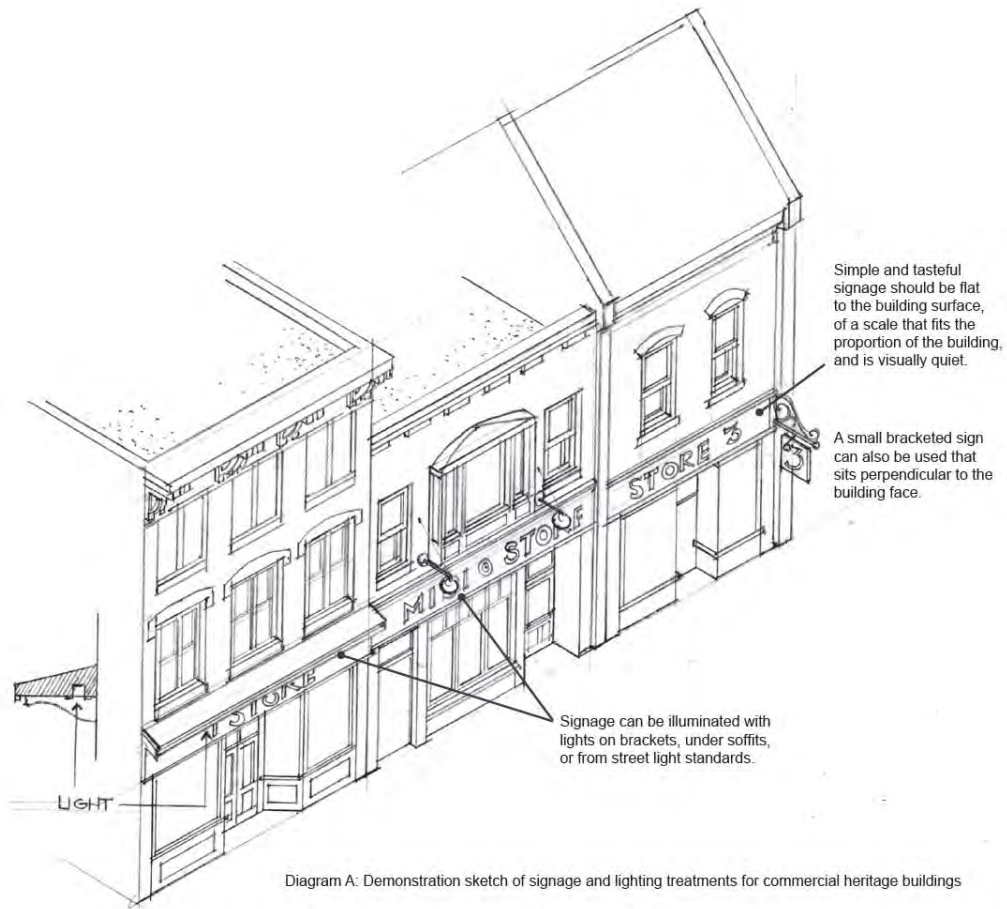 Simple and tasteful
signage should be flat
to the building surface,
of a scale that fits the
proportion of the building,
and is visually quiet.
A small bracketed sign
can also be used that
sits perpendicular to the
building face.
3
STORE 3
STORE
STORE
Signage can be illuminated with
lights on brackets, under soffits,
or from street light standards.
LIGHT
Diagram A: Demonstration sketch of signage and lighting treatments for commercial heritage buildings